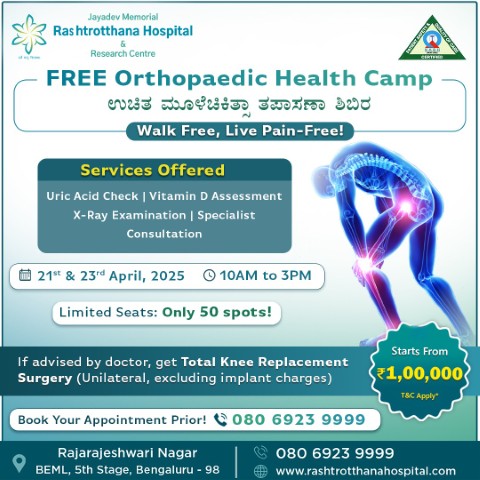 Jayadev Memorial
Rashtrotthana Hospital
&
Research Centre
CERTIFIED
FREE Orthopaedic Health Camp
ಉಚಿತ ಮೂಳೆಚಿಕಿತ್ಸಾ ತಪಾಸಣಾ ಶಿಬಿರ
Walk Free, Live Pain-Free!
Services Offered
Uric Acid Check | Vitamin D Assessment
X-Ray Examination | Specialist
Consultation
21st & 23rd April, 2025 10AM to 3PM
Limited Seats: Only 50 spots!
If advised by doctor, get Total Knee Replacement
Surgery (Unilateral, excluding implant charges)
Starts From
₹1,00,000
T&C Apply*
Book Your Appointment Prior! 080 6923 9999
Rajarajeshwari Nagar
BEML, 5th Stage, Bengaluru - 98
080 6923 9999
www.rashtrotthanahospital.com